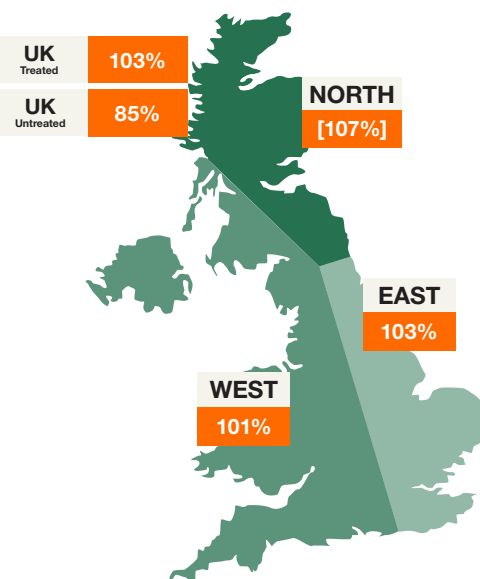 UK
Treated
103%
UK
Untreated
85%
NORTH
[107%]
EAST
103%
WEST
101%